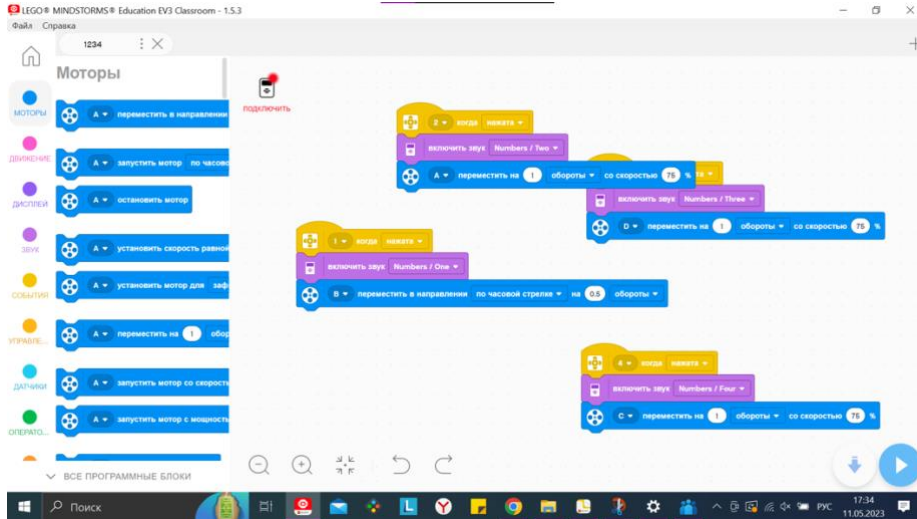 LEGO® MINDSTORMS® Education EV3 Classroom - 1.5.3
Файл Справка
1234
Моторы
МОТОРЫ
ДВИЖЕНИЕ
ДИСПЛЕЙ
ЗВУК
СОБЫТИЯ
УПРАВЛЕ...
ДАТЧИКИ
ОПЕРАТО...
A переместить в направлении
A запустить мотор по часово
A остановить мотор
A установить скорость равной
A установить мотор для заф
A переместить на 1 обор
A запустить мотор со скорость
A запустить мотор с мощность
ВСЕ ПРОГРАММНЫЕ БЛОКИ
ПОДКЛЮЧИТЬ
2 когда нажата
включить звук Numbers / Two
A переместить на 1 обороты со скоростью 75 %
включить звук Numbers / Three
D переместить на 1 обороты со скоростью 75 %
1 когда нажата
включить звук Numbers / One
B переместить в направлении по часовой стрелке на 0.5 обороты
4 когда нажата
включить звук Numbers / Four
C переместить на 1 обороты со скоростью 75 %
Поиск
РУС
17:34
11.05.2023